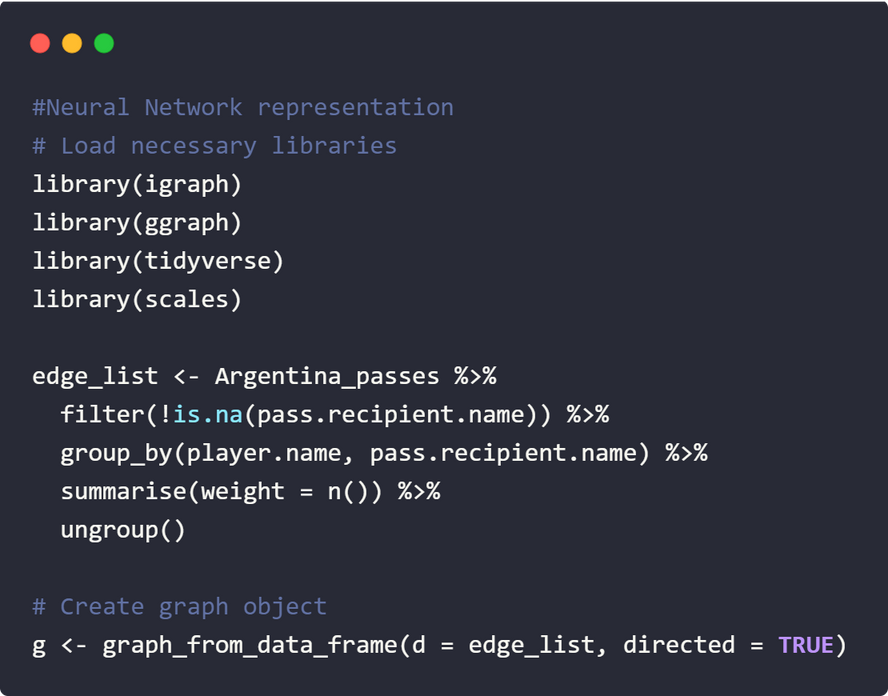 #Neural Network representation
# Load necessary libraries
library(igraph)
library(ggraph)
library(tidyverse)
library(scales)
edge_list <- Argentina_passes %>%
  filter(!is.na(pass.recipient.name)) %>%
  group_by(player.name, pass.recipient.name) %>%
  summarise(weight = n()) %>%
  ungroup()
# Create graph object
g <- graph_from_data_frame(d = edge_list, directed = TRUE)